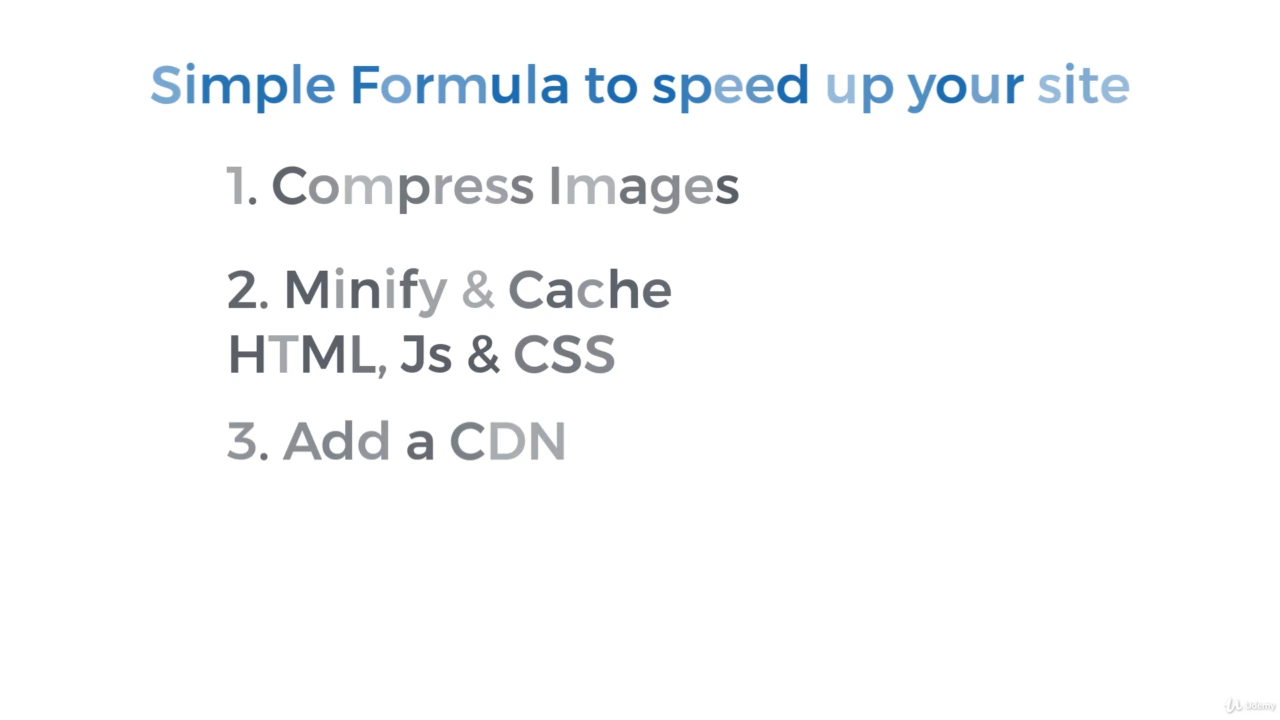 Simple Formula to speed up your site
1. Compress Images
2. Minify & Cache
HTML, Js & CSS
3. Add a CDN
Udemy